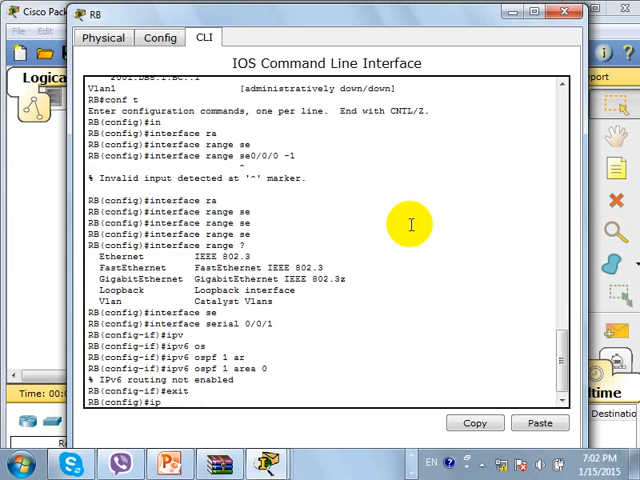 Cisco Pack
RB
File
Physical
Config
CLI
Logical
IOS Command Line Interface
Vlan1 [administratively down/down]
RB#conf t
Enter configuration commands, one per line. End with CNTL/Z.
RB(config)#in
RB(config)#interface ra
RB(config)#interface range se
RB(config)#interface range se0/0/0 -1
^
% Invalid input detected at '^' marker.
RB(config)#interface ra
RB(config)#interface range se
RB(config)#interface range se
RB(config)#interface range se
RB(config)#interface range ?
Ethernet IEEE 802.3
FastEthernet FastEthernet IEEE 802.3
GigabitEthernet GigabitEthernet IEEE 802.3z
Loopback Loopback interface
Vlan Catalyst Vlans
RB(config)#interface se
RB(config)#interface serial 0/0/1
RB(config-if)#ipv
RB(config-if)#ipv6 os
RB(config-if)#ipv6 ospf 1 ar
RB(config-if)#ipv6 ospf 1 area 0
% IPv6 routing not enabled
RB(config-if)#exit
RB(config)#ip
Copy
Paste
port
Time: 00:0
ltime
Destinatio
EN
7:02 PM
1/15/2015